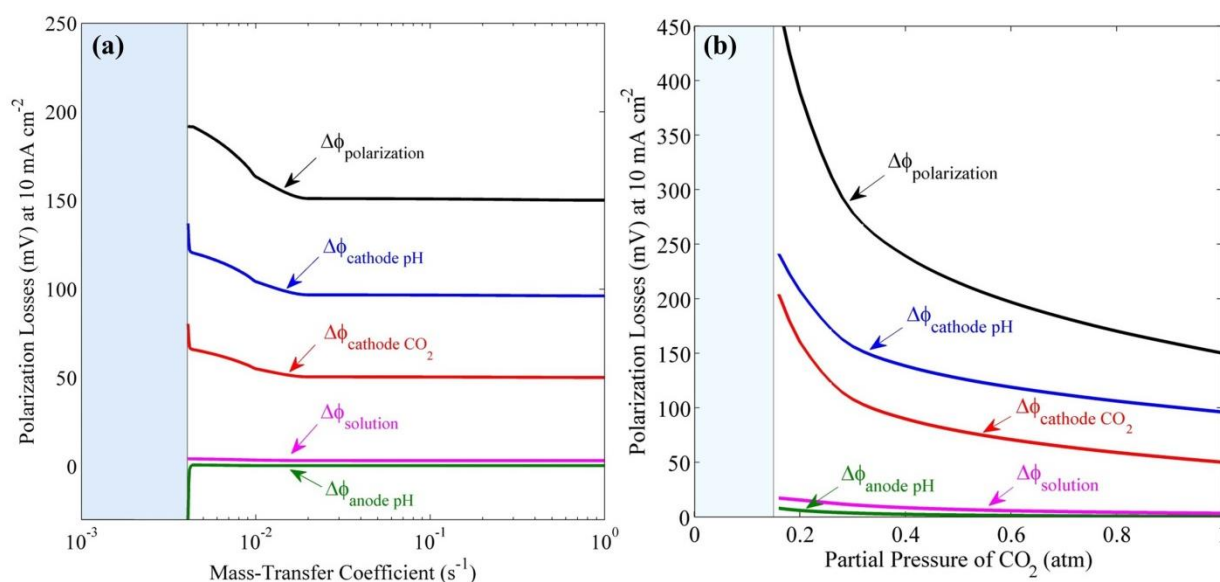 (a)
Polarization Losses (mV) at 10 mA cm⁻²
250
200
150
100
50
0
Δϕpolarization
Δϕcathode pH
Δϕcathode CO₂
Δϕsolution
Δϕanode pH
10⁻³
10⁻²
10⁻¹
10⁰
Mass-Transfer Coefficient (s⁻¹)
(b)
Polarization Losses (mV) at 10 mA cm⁻²
450
400
350
300
250
200
150
100
50
0
Δϕpolarization
Δϕcathode pH
Δϕcathode CO₂
Δϕanode pH
Δϕsolution
0
0.2
0.4
0.6
0.8
Partial Pressure of CO₂ (atm)